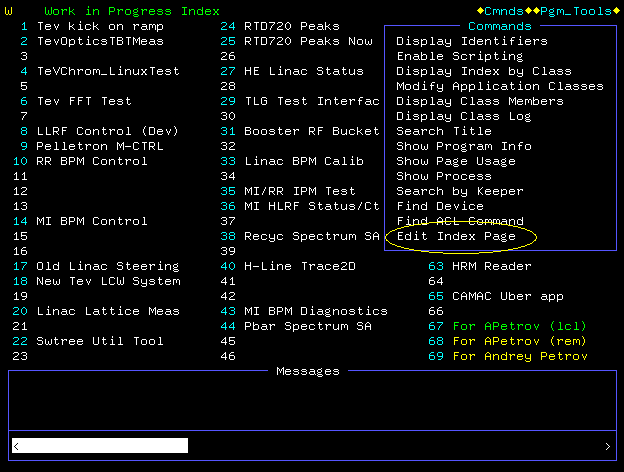 W Work in Progress Index ◆Cmnds◆◆Pgm_Tools◆
1 Tev kick on ramp 24 RTD720 Peaks Commands
2 TevOpticsTBTMeas 25 RTD720 Peaks Now Display Identifiers
3 26 Enable Scripting
4 TeVChrom_LinuxTest 27 HE Linac Status Display Index by Class
5 28 Modify Application Classes
6 Tev FFT Test 29 TLG Test Interfac Display Class Members
7 30 Display Class Log
8 LLRF Control (Dev) 31 Booster RF Bucket Search Title
9 Pelletron M-CTRL 32 Show Program Info
10 RR BPM Control 33 Linac BPM Calib Show Page Usage
11 34 Show Process
12 35 MI/RR IPM Test Search by Keeper
13 36 MI HLRF Status/Ct Find Device
14 MI BPM Control 37 Find ACL Command
15 38 Recyc Spectrum SA Edit Index Page
16 39
17 Old Linac Steering 40 H-Line Trace2D 63 HRM Reader
18 New Tev LCW System 41 64
19 42 65 CAMAC Uber app
20 Linac Lattice Meas 43 MI BPM Diagnostics 66
21 44 Pbar Spectrum SA 67 For APetrov (lcl)
22 Swtree Util Tool 45 68 For APetrov (rem)
23 46 69 For Andrey Petrov
Messages
< >